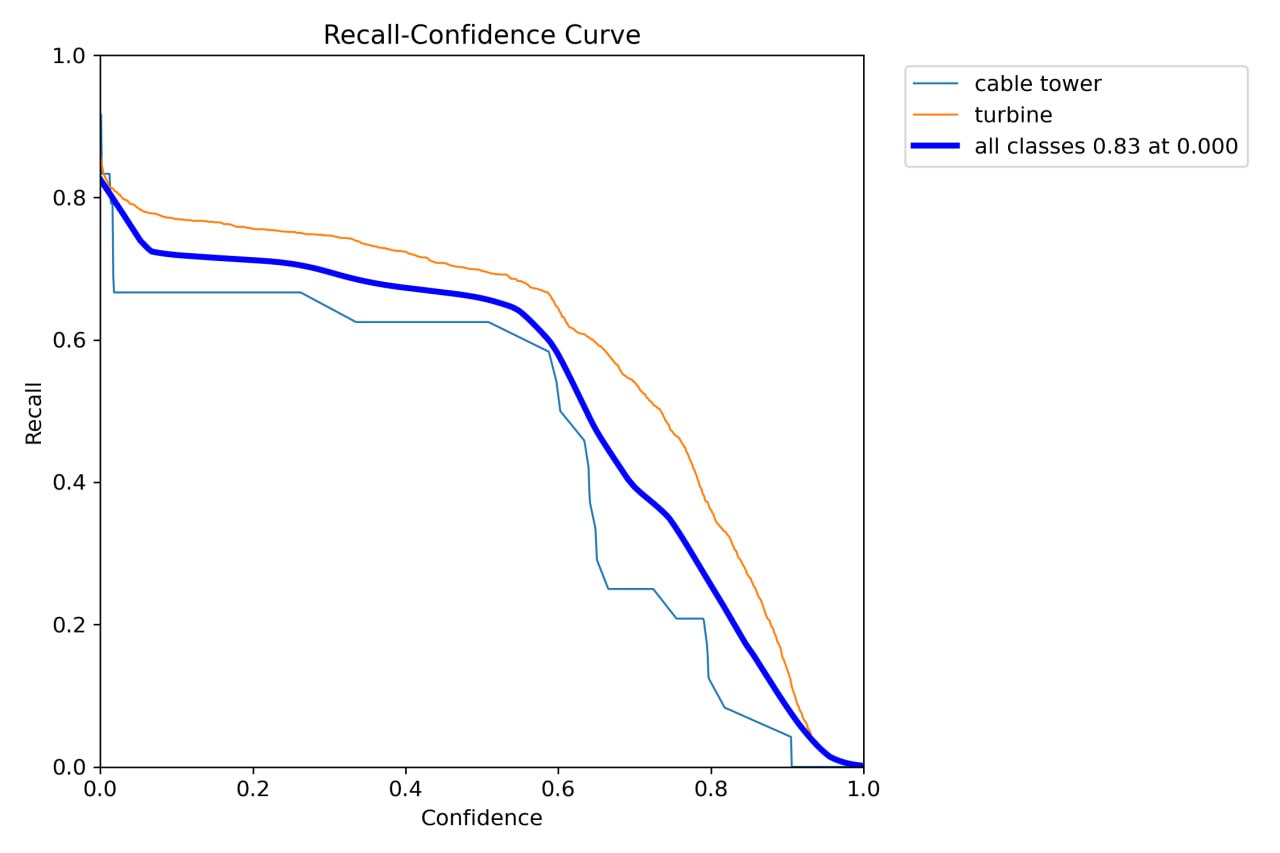 Recall-Confidence Curve
1.0
0.8
0.6
0.4
0.2
0.0
Recall
0.0 0.2 0.4 0.6 0.8 1.0
Confidence
cable tower
turbine
all classes 0.83 at 0.000